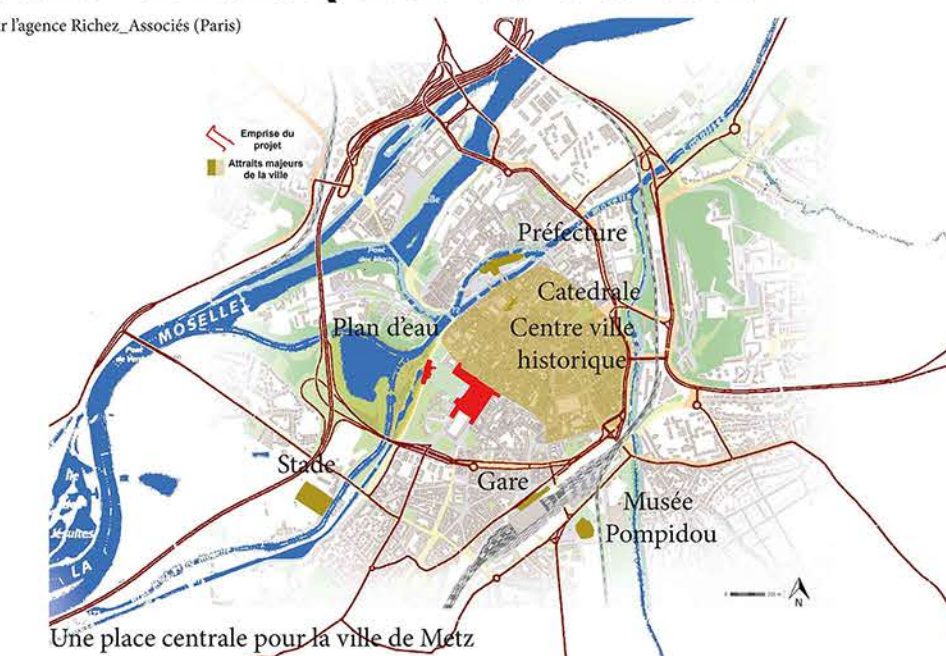 r l'agence Richez_Associés (Paris)
Emprise du
projet
Attraits majeurs
de la ville
Préfecture
Catedrale
Plan d'eau
Centre ville
historique
MOSELLE
Stade
Gare
Musée
Pompidou
LA
N
Une place centrale pour la ville de Metz